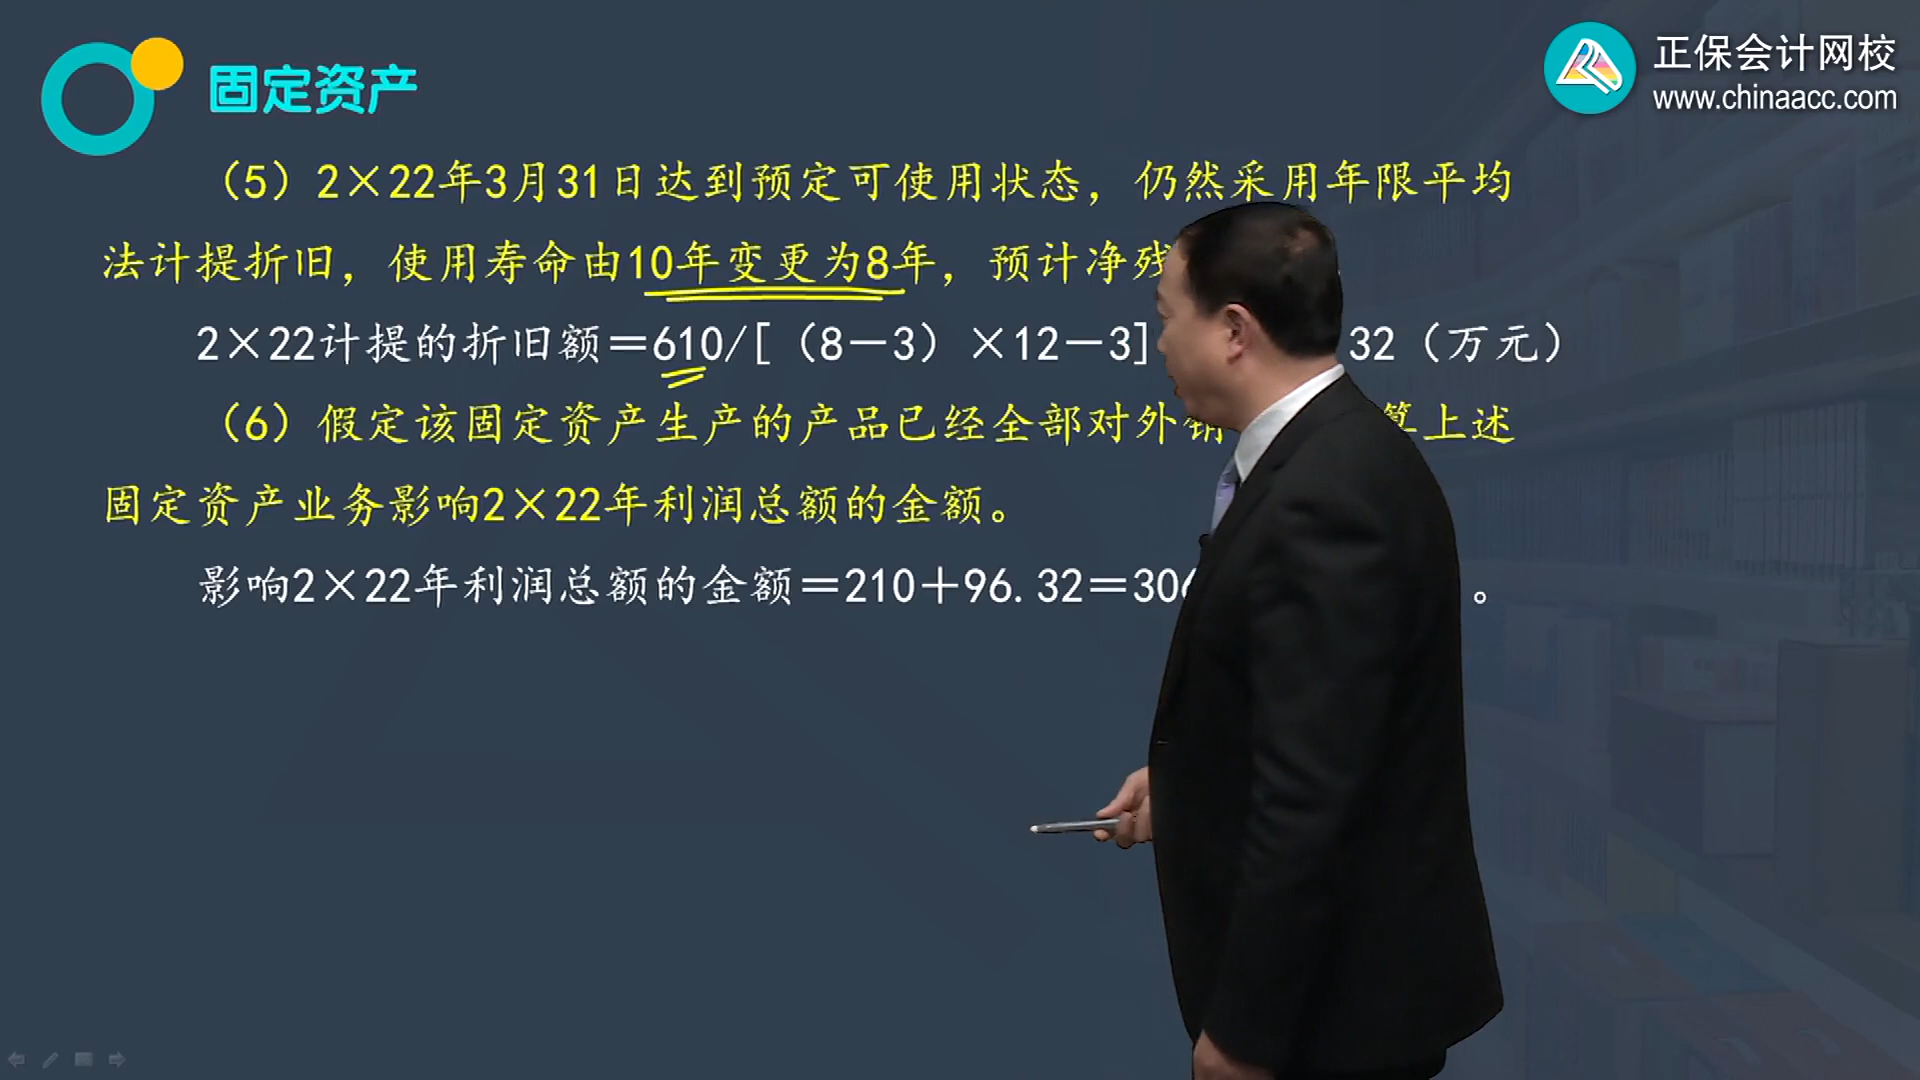 固定资产
正保会计网校
www.chinaacc.com
（5）2×22年3月31日达到预定可使用状态，仍然采用年限平均
法计提折旧，使用寿命由10年变更为8年，预计净残
2×22计提的折旧额＝610/[（8－3）×12－3] 32（万元）
（6）假定该固定资产生产的产品已经全部对外销 算上述
固定资产业务影响2×22年利润总额的金额。
影响2×22年利润总额的金额＝210＋96.32＝306 。